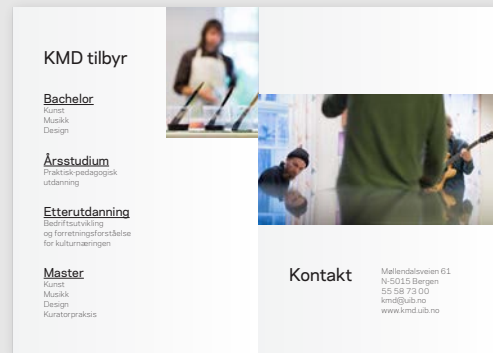 KMD tilbyr
Bachelor
Kunst
Musikk
Design
Årsstudium
Praktisk-pedagogisk
utdanning
Etterutdanning
Bedriftsutvikling
og forretningsforståelse
for kulturnæringen
Master
Kunst
Musikk
Design
Kuratorpraksis
Kontakt
Møllendalsveien 61
N-5015 Bergen
55 58 73 00
kmd@uib.no
www.kmd.uib.no